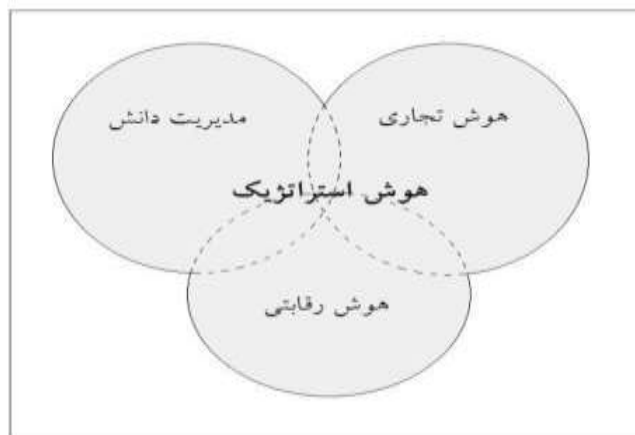 هوش تجاری
مدیریت دانش
هوش استراتژیک
هوش رقابتی